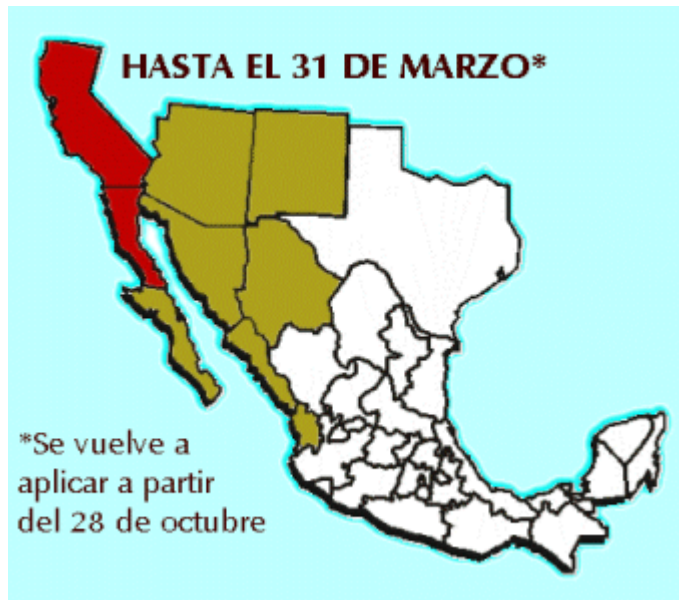 HASTA EL 31 DE MARZO*
*Se vuelve a
aplicar a partir
del 28 de octubre